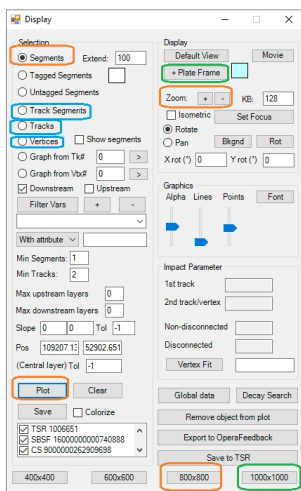 Display
Selection
Segments Extend: 100
Tagged Segments
Untagged Segments
Track Segments
Tracks
Vertices Show segments
Graph from Tk# 0 >
Graph from Vtx# 0 >
Downstream Upstream
Filter Vars + -
With attribute
Min Segments: 1
Min Tracks: 2
Max upstream layers 0
Max downstream layers 0
Slope 0 0 Tol -1
Pos 109207.13 52902.651
(Central layer) Tol -1
Plot Clear
Save Colorize
TSR 1006651
SBSF 16000000000740888
CS 9000000262909698
400x400 600x600
Display
Default View Movie
+ Plate Frame
Zoom: + - KB: 128
Isometric Set Focus
Rotate
Pan Bkgnd Rot
X rot (°) 0 Y rot (°) 0
Graphics
Alpha Lines Points Font
Impact Parameter
1st track
2nd track/vertex
Non-disconnected
Disconnected
Vertex Fit
Global data Decay Search
Remove object from plot
Export to OperaFeedback
Save to TSR
800x800 1000x1000